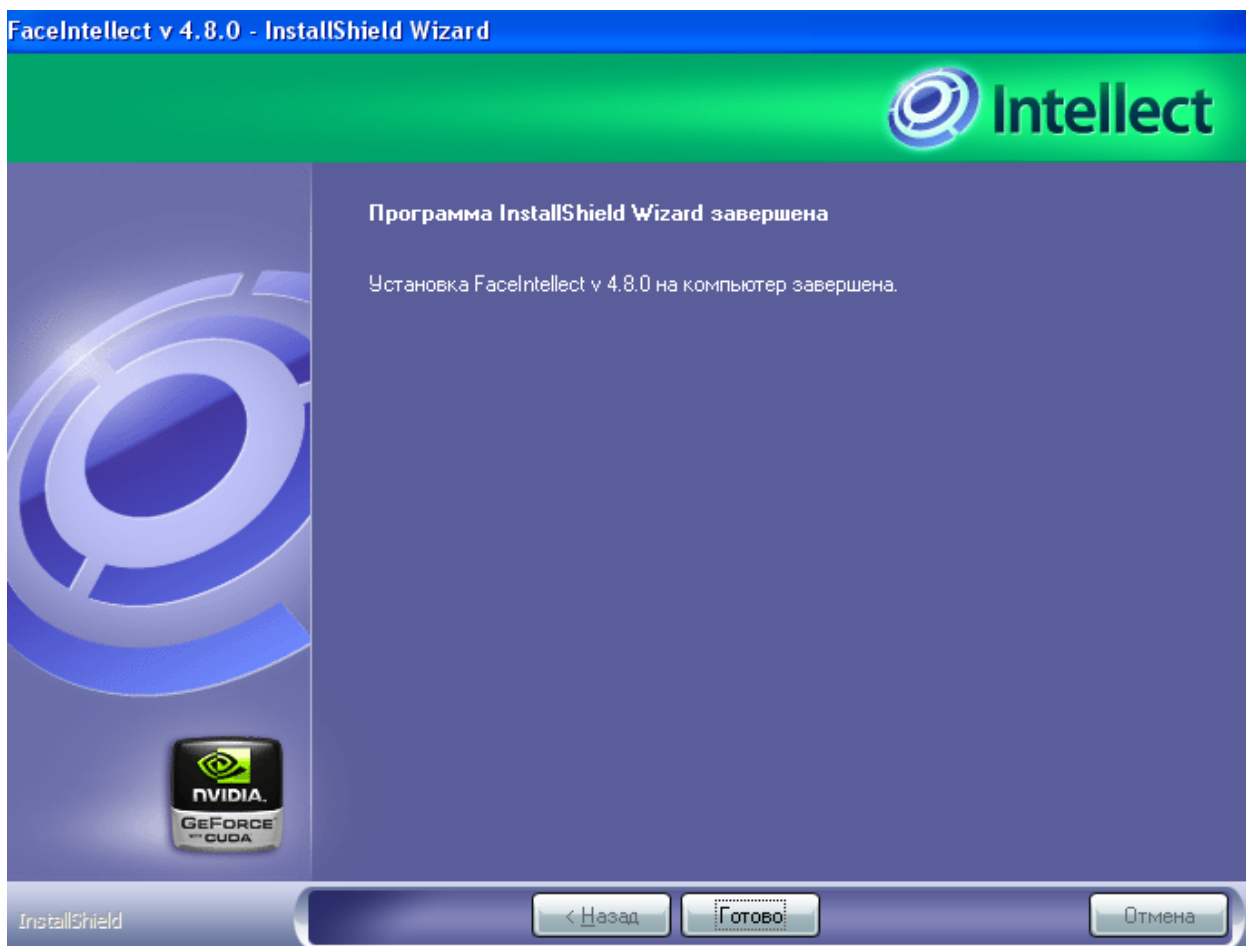 FaceIntellect v 4.8.0 - InstallShield Wizard
Intellect
Программа InstallShield Wizard завершена
Установка FaceIntellect v 4.8.0 на компьютер завершена.
NVIDIA.
GEFORCE
WITH CUDA
InstallShield
< Назад
Готово
Отмена